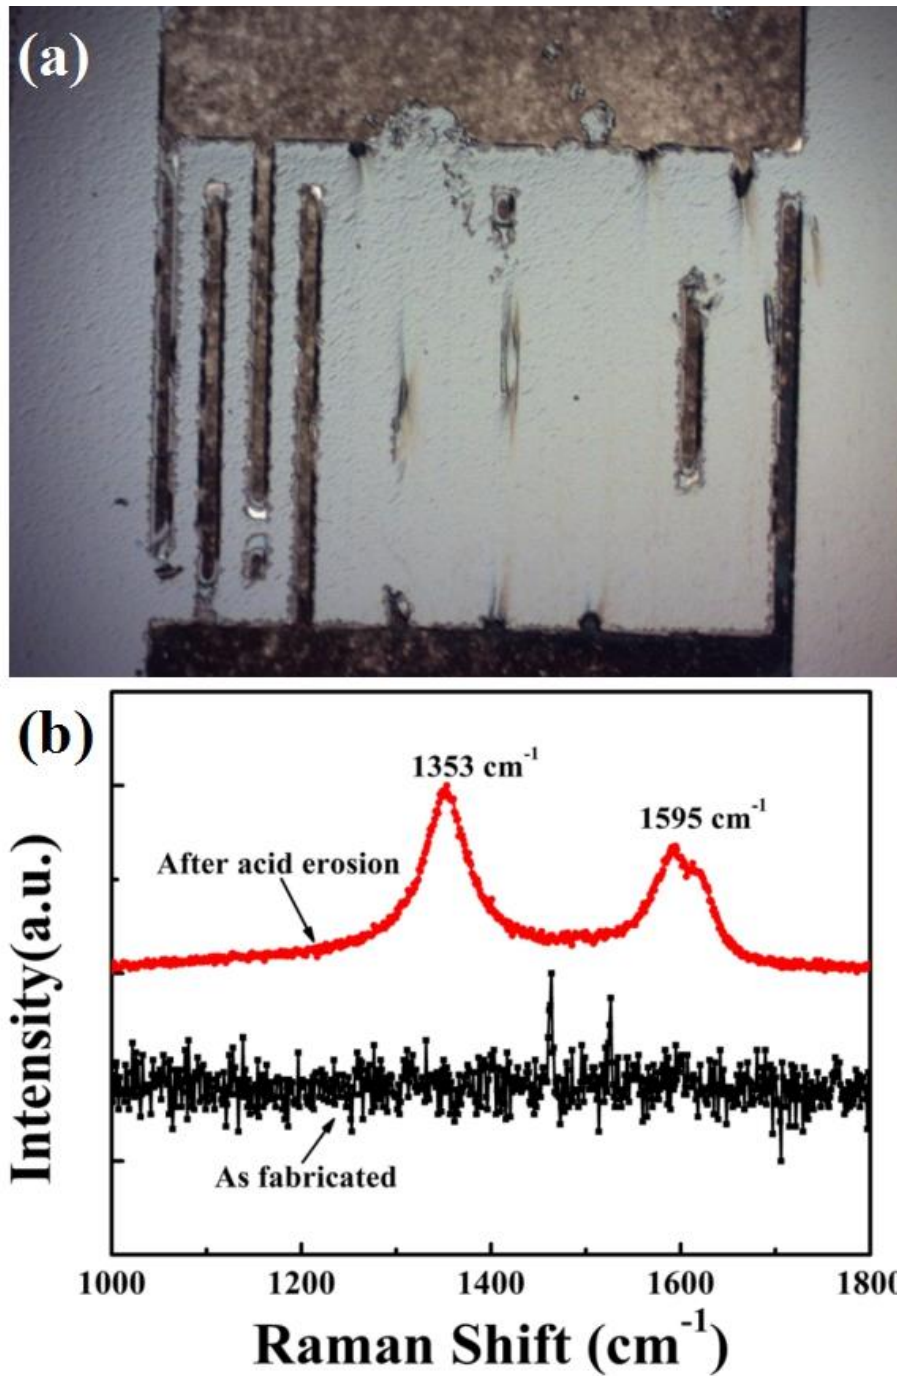 (a)
(b)
1353 cm-1
1595 cm-1
After acid erosion
As fabricated
Intensity(a.u.)
1000 1200 1400 1600 1800
Raman Shift (cm-1)